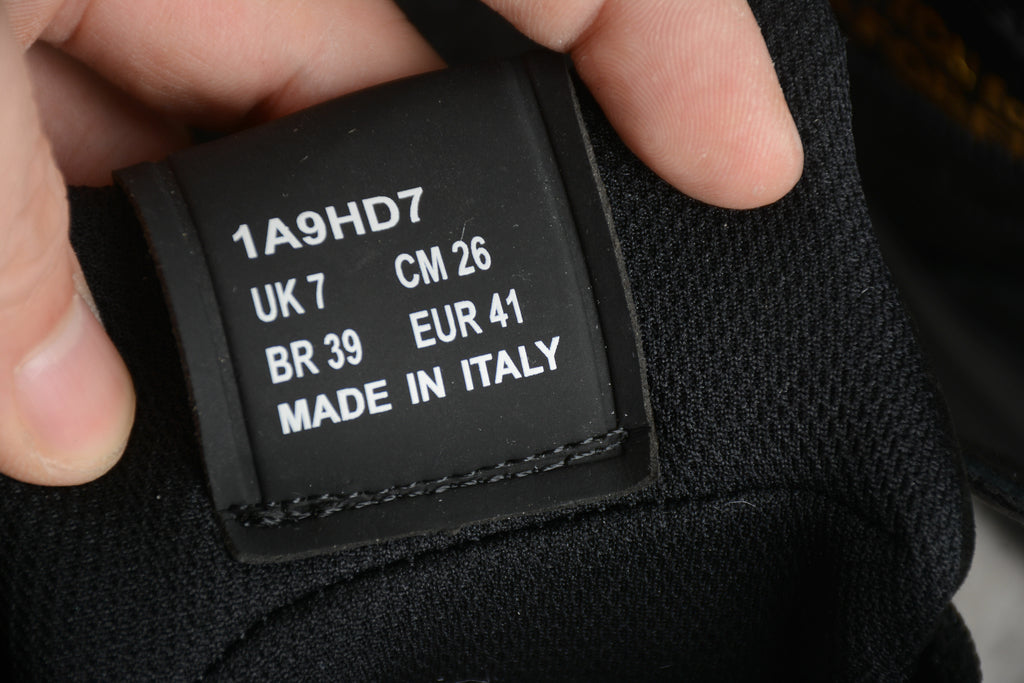 1A9HD7
UK 7 CM 26
BR 39 EUR 41
MADE IN ITALY